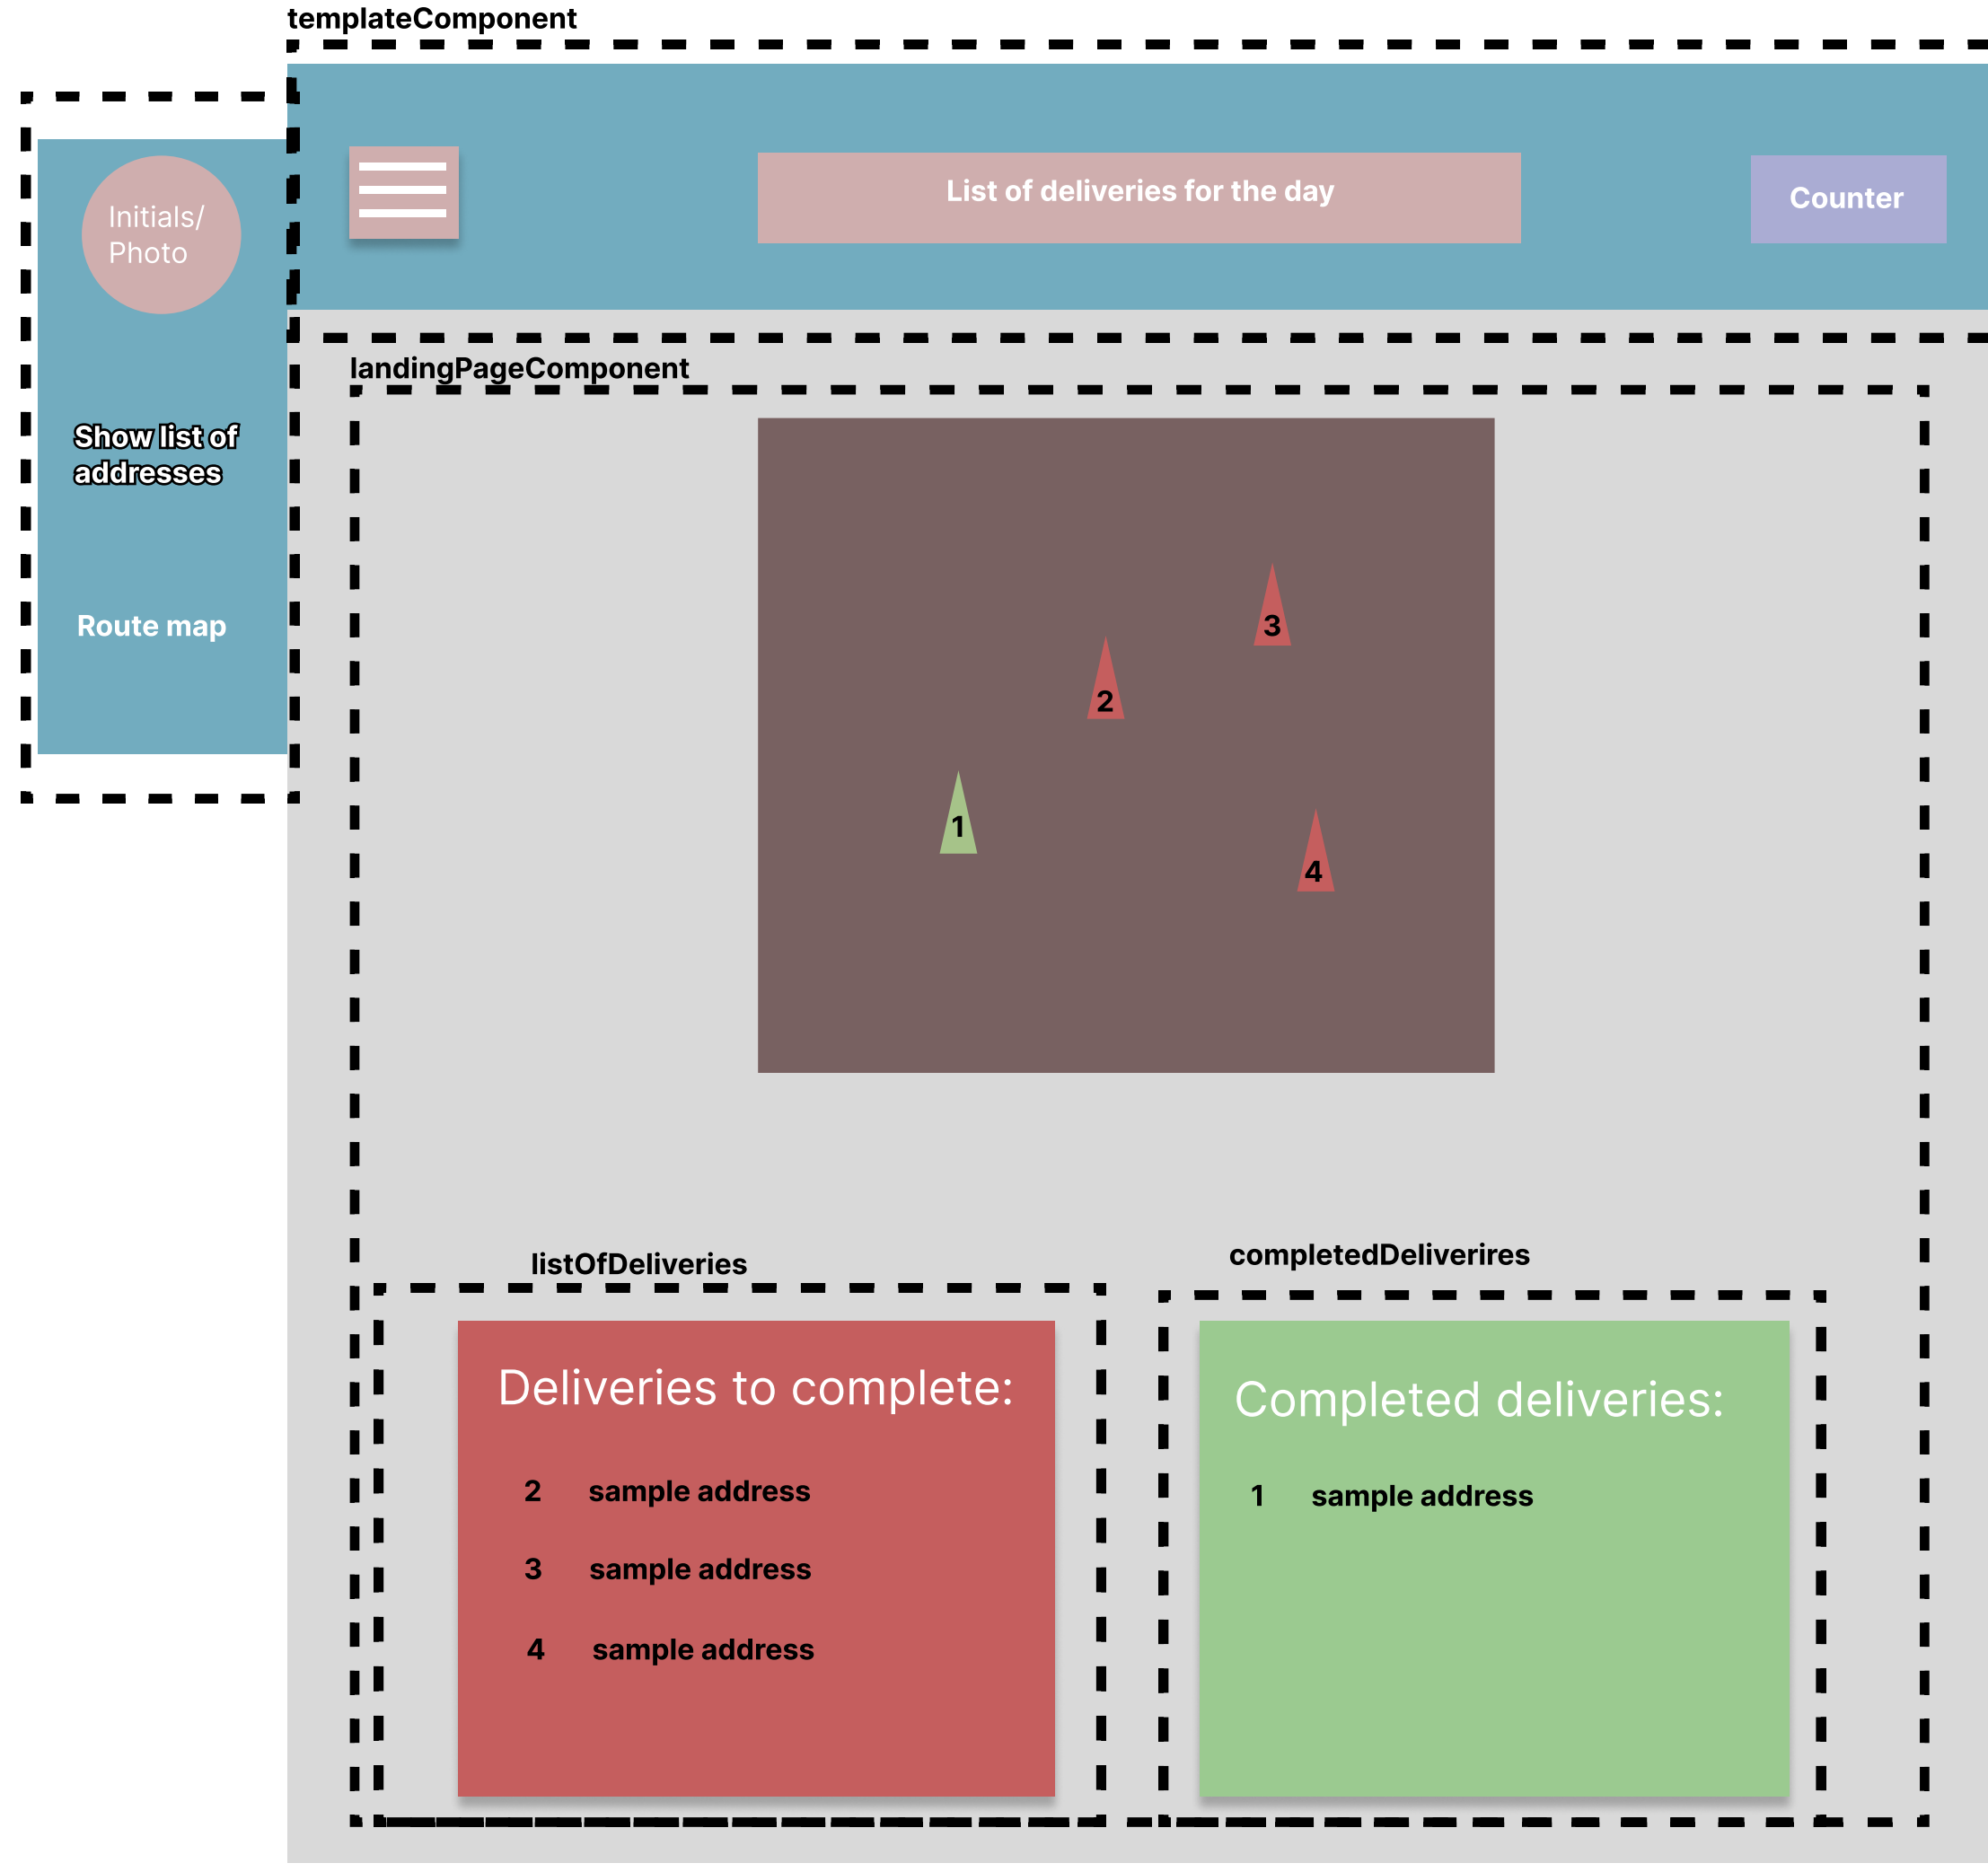 templateComponent
Initials/
Photo
List of deliveries for the day
Counter
landingPageComponent
Show list of
addresses
Route map
3
2
1
4
listOfDeliveries
completedDeliverires
Deliveries to complete:
2 sample address
3 sample address
4 sample address
Completed deliveries:
1 sample address